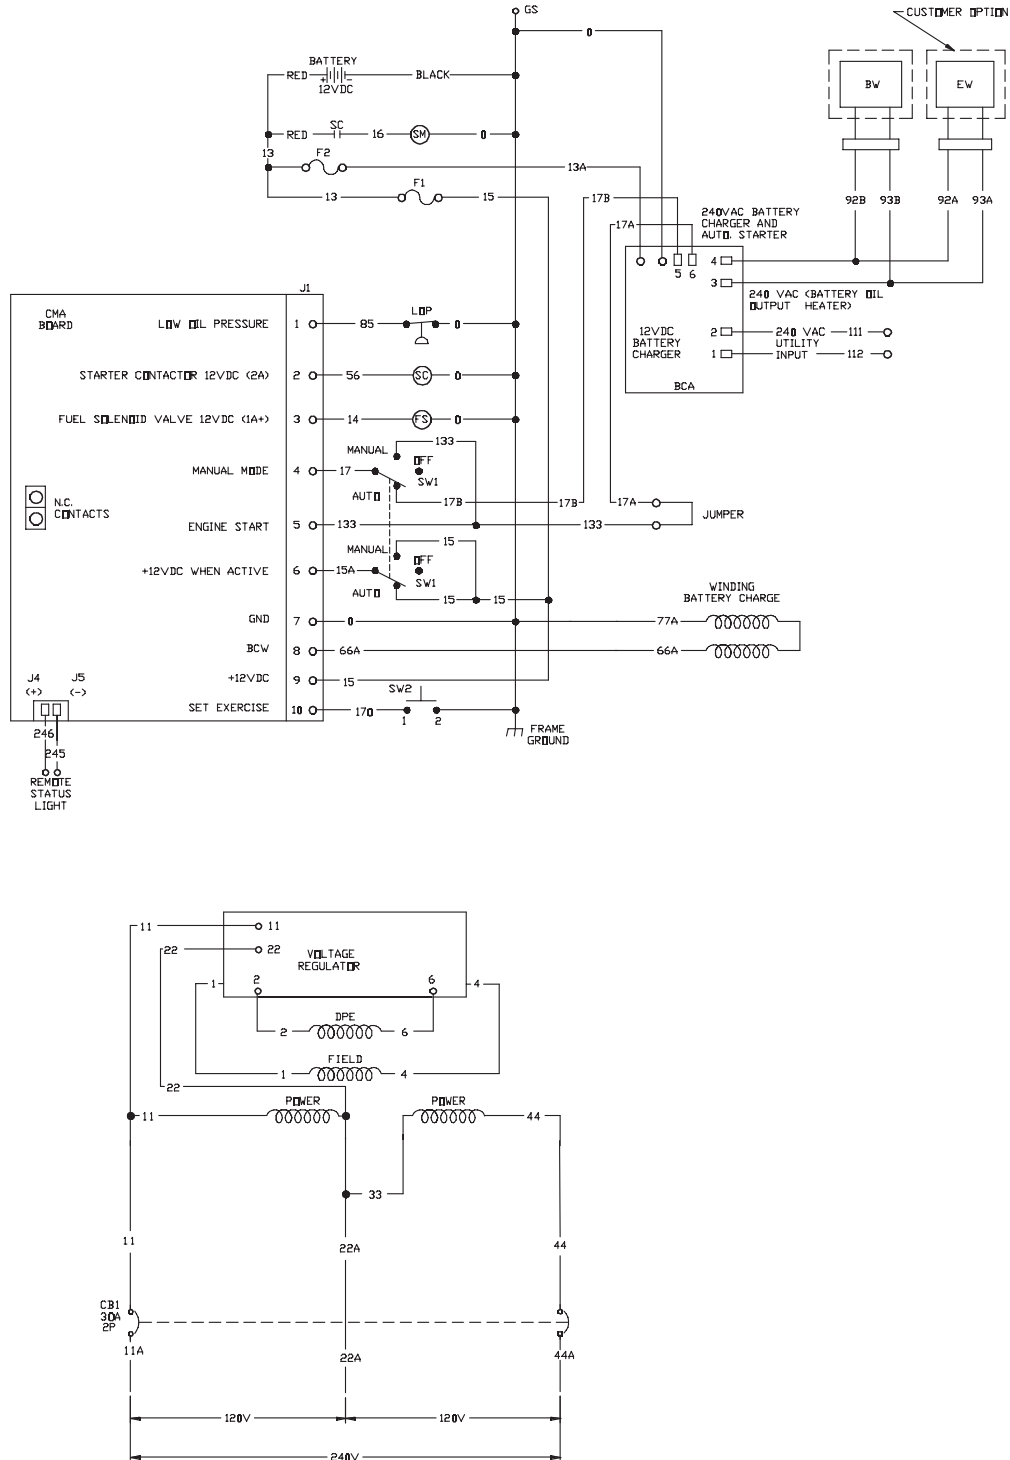 GS
CUSTOMER OPTION
0
BATTERY
RED
+
-
BLACK
12VDC
BW
EW
SC
RED
16
SM
0
13
F2
13A
F1
13
15
17B
92B
93B
92A
93A
17A
240VAC BATTERY
CHARGER AND
AUTO. STARTER
5
6
4
3
240 VAC (BATTERY OIL
OUTPUT HEATER)
12VDC
BATTERY
CHARGER
2
240 VAC
111
UTILITY
1
INPUT
112
BCA
J1
CMA
BOARD
LOW OIL PRESSURE
1
85
LOP
0
STARTER CONTACTOR 12VDC (2A)
2
56
SC
0
FUEL SOLENOID VALVE 12VDC (1A+)
3
14
FS
0
133
MANUAL
OFF
MANUAL MODE
4
17
SW1
AUTO
17B
17B
17A
N.C.
CONTACTS
JUMPER
ENGINE START
5
133
133
15
MANUAL
OFF
+12VDC WHEN ACTIVE
6
15A
SW1
AUTO
15
15
WINDING
BATTERY CHARGE
GND
7
0
77A
BCW
8
66A
66A
+12VDC
9
15
SW2
SET EXERCISE
10
170
1
2
FRAME
GROUND
J4
(+)
J5
(-)
246
245
REMOTE
STATUS
LIGHT
11
11
22
22
VOLTAGE
REGULATOR
1
2
6
4
DPE
2
6
FIELD
1
4
22
POWER
POWER
11
44
33
11
22A
44
CB1
30A
2P
11A
22A
44A
120V
120V
240V